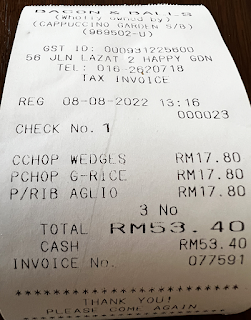 BACON & BALLS
(Wholly owned by)
(CAPPUCCINO GARDEN S/B)
(969502-U)
GST ID: 000931225600
56 JLN LAZAT 2 HAPPY GDN
TEL: 016-2620718
TAX INVOICE
REG 08-08-2022 13:16
000023
CHECK No. 1
CCHOP WEDGES RM17.80
PCHOP G-RICE RM17.80
P/RIB AGLIO RM17.80
3 No
TOTAL RM53.40
CASH RM53.40
INVOICE No. 077591
********************************
THANK YOU!
PLEASE COME AGAIN